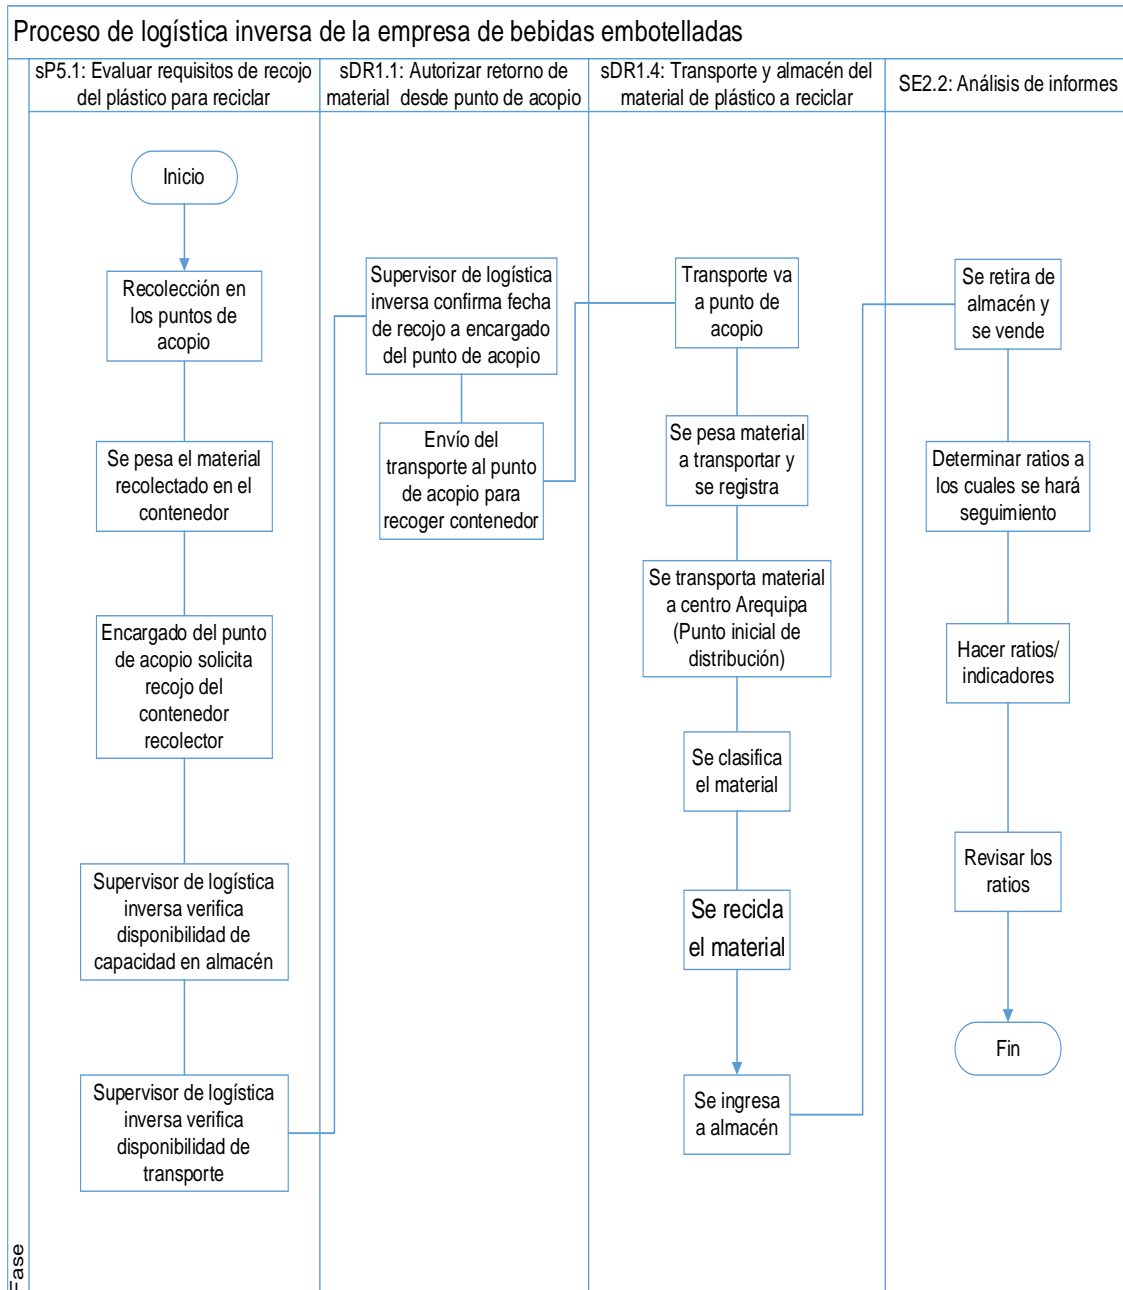 Proceso de logística inversa de la empresa de bebidas embotelladas
sP5.1: Evaluar requisitos de recojo
del plástico para reciclar
sDR1.1: Autorizar retorno de
material desde punto de acopio
sDR1.4: Transporte y almacén del
material de plástico a reciclar
SE2.2: Análisis de informes
Inicio
Recolección en
los puntos de
acopio
Se pesa el material
recolectado en el
contenedor
Encargado del punto
de acopio solicita
recojo del
contenedor
recolector
Supervisor de logística
inversa verifica
disponibilidad de
capacidad en almacén
Supervisor de logística
inversa verifica
disponibilidad de
transporte
Supervisor de logística
inversa confirma fecha
de recojo a encargado
del punto de acopio
Envío del
transporte al punto
de acopio para
recoger contenedor
Transporte va
a punto de
acopio
Se pesa material
a transportar y
se registra
Se transporta material
a centro Arequipa
(Punto inicial de
distribución)
Se clasifica
el material
Se recicla
el material
Se ingresa
a almacén
Se retira de
almacén y
se vende
Determinar ratios a
los cuales se hará
seguimiento
Hacer ratios/
indicadores
Revisar los
ratios
Fin
Fase